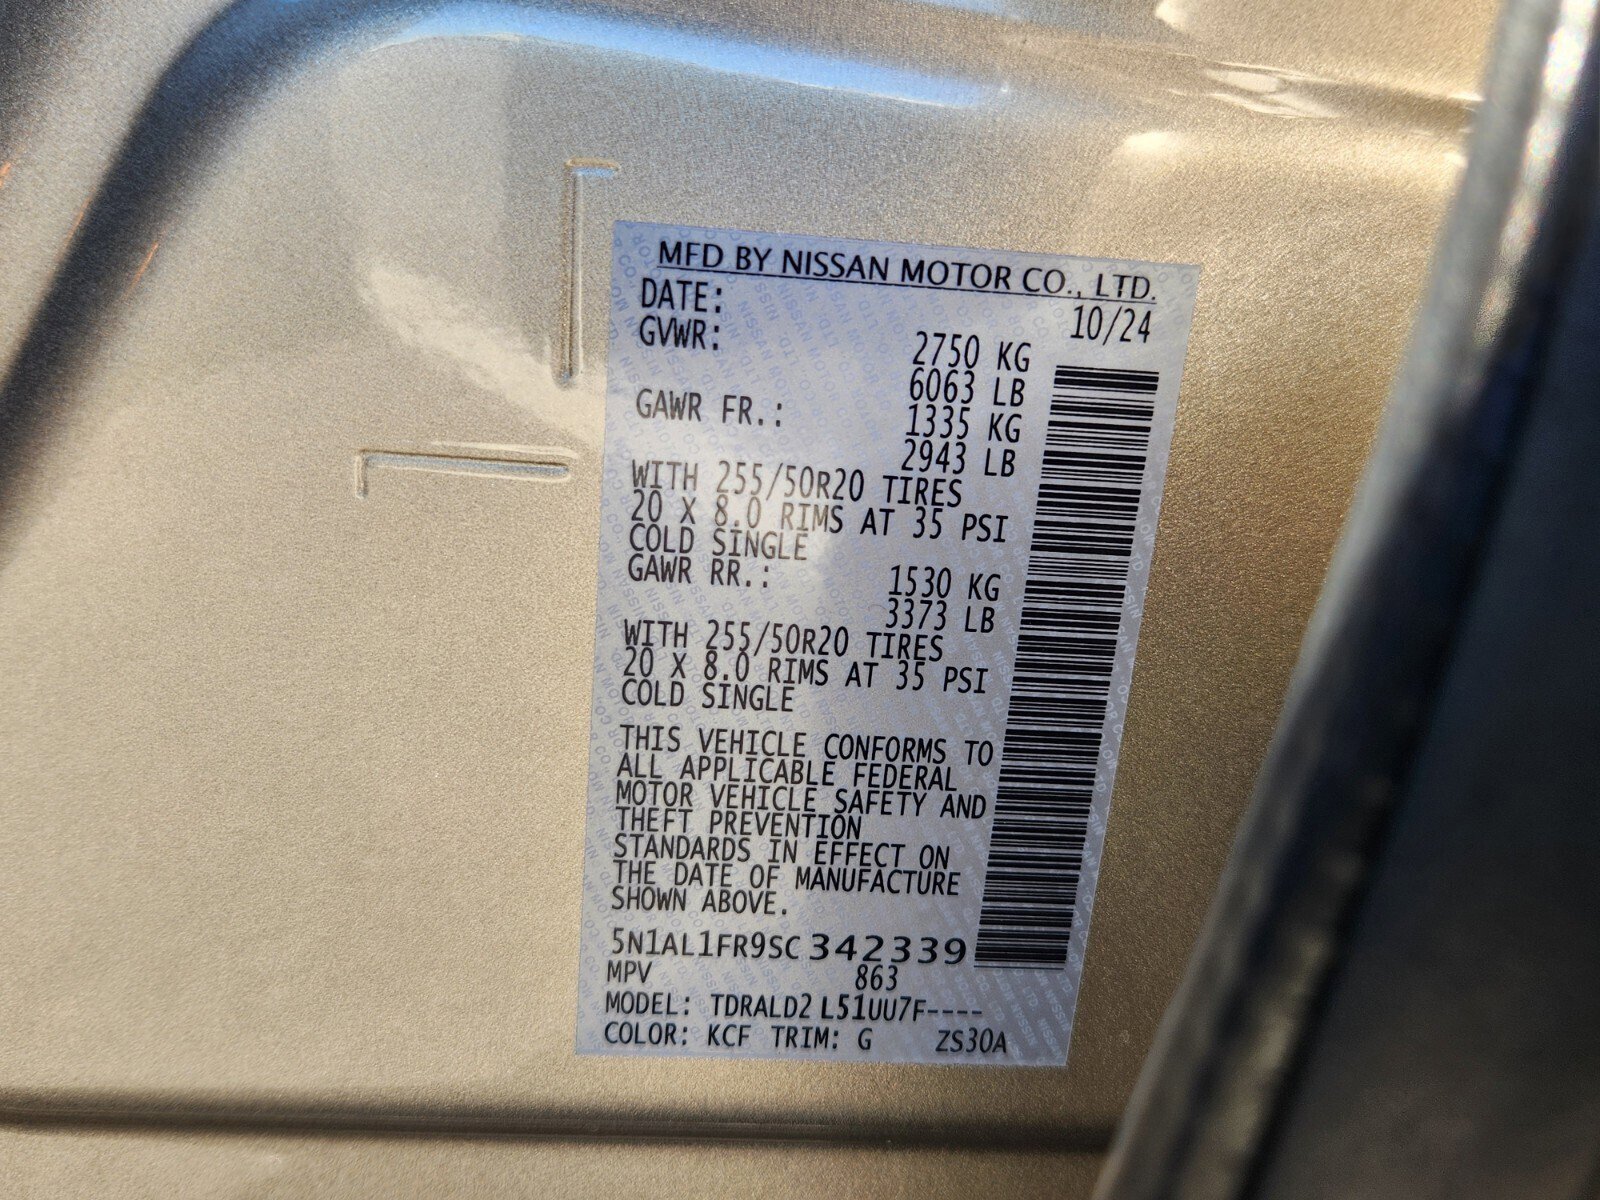 MFD BY NISSAN MOTOR CO., LTD.
DATE: 10/24
GVWR: 2750 KG
6063 LB
GAWR FR.: 1335 KG
2943 LB
WITH 255/50R20 TIRES
20 X 8.0 RIMS AT 35 PSI
COLD SINGLE
GAWR RR.: 1530 KG
3373 LB
WITH 255/50R20 TIRES
20 X 8.0 RIMS AT 35 PSI
COLD SINGLE
THIS VEHICLE CONFORMS TO
ALL APPLICABLE FEDERAL
MOTOR VEHICLE SAFETY AND
THEFT PREVENTION
STANDARDS IN EFFECT ON
THE DATE OF MANUFACTURE
SHOWN ABOVE.
5N1AL1FR9SC342339
MPV 863
MODEL: TDRALD2 L51UU7F----
COLOR: KCF TRIM: G ZS30A